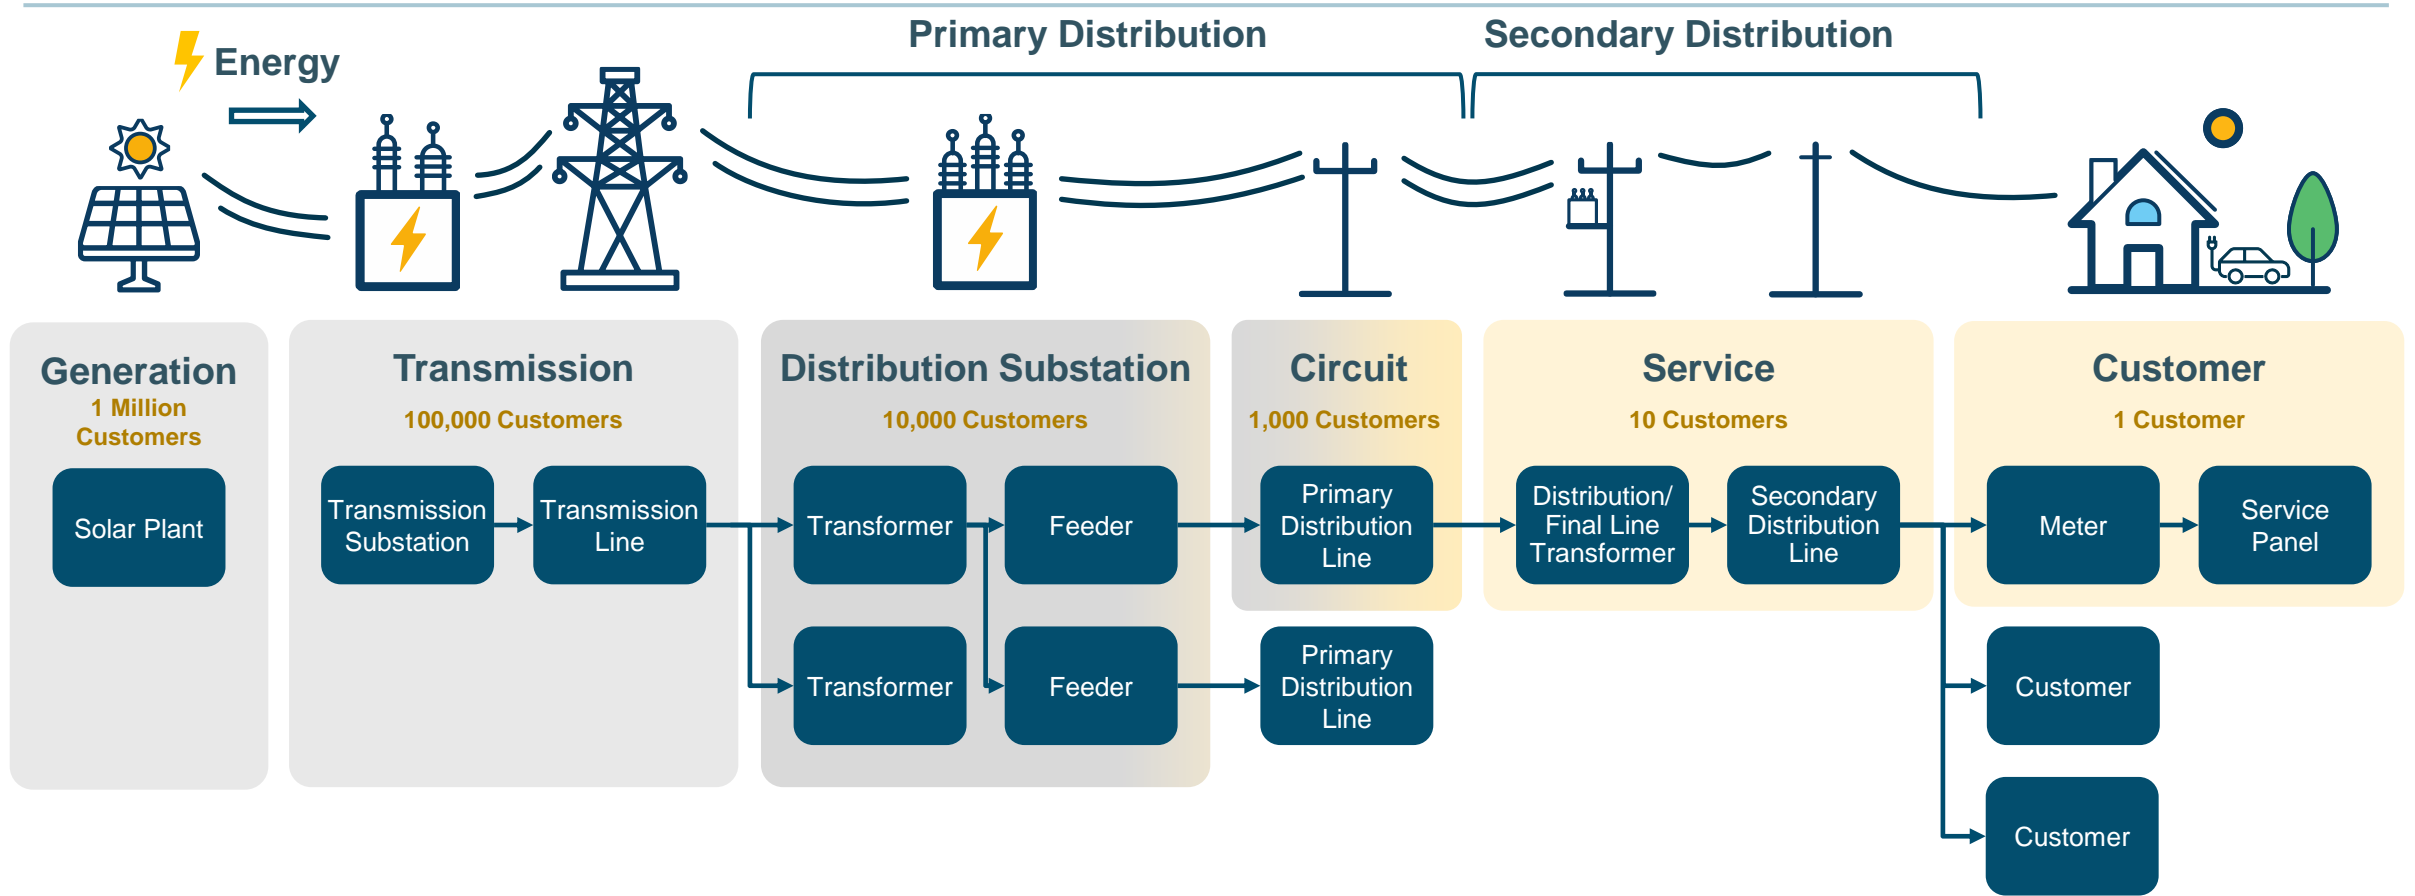 Primary Distribution
Secondary Distribution
Energy
Generation
1 Million
Customers
Solar Plant
Transmission
100,000 Customers
Transmission
Substation
Transmission
Line
Distribution Substation
10,000 Customers
Transformer
Feeder
Transformer
Feeder
Circuit
1,000 Customers
Primary
Distribution
Line
Primary
Distribution
Line
Service
10 Customers
Distribution/
Final Line
Transformer
Secondary
Distribution
Line
Customer
1 Customer
Meter
Service
Panel
Customer
Customer